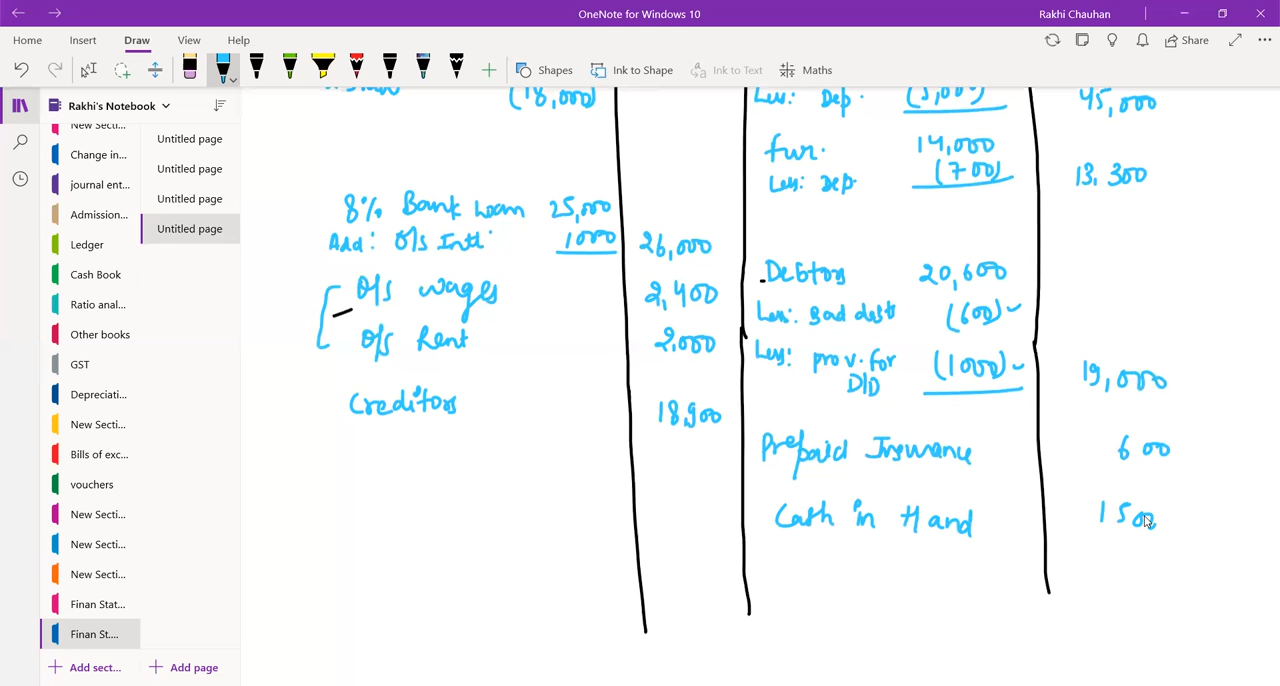 OneNote for Windows 10
Rakhi Chauhan
Home Insert Draw View Help
Share
Shapes Ink to Shape Ink to Text Maths
Rakhi's Notebook
New Secti...
Change in...
journal ent...
Admission...
Ledger
Cash Book
Ratio anal...
Other books
GST
Depreciati...
New Secti...
Bills of exc...
vouchers
New Secti...
New Secti...
New Secti...
Finan Stat...
Finan St....
Add sect...
Untitled page
Untitled page
Untitled page
Untitled page
Add page
(18,000)
8% Bank Loan 25,000
Add: O/s Intt. 1000 26,000
O/s wages 2,400
O/s Rent 2,000
Creditors 18,900
Less: Dep. (5,000) 45,000
fur. 14,000
Less: Dep. (700) 13,300
Debtors 20,600
Less: Bad debts (600)
Less: prov. for (1000)
D/D 19,000
Prepaid Insurance 600
Cash in Hand 1500